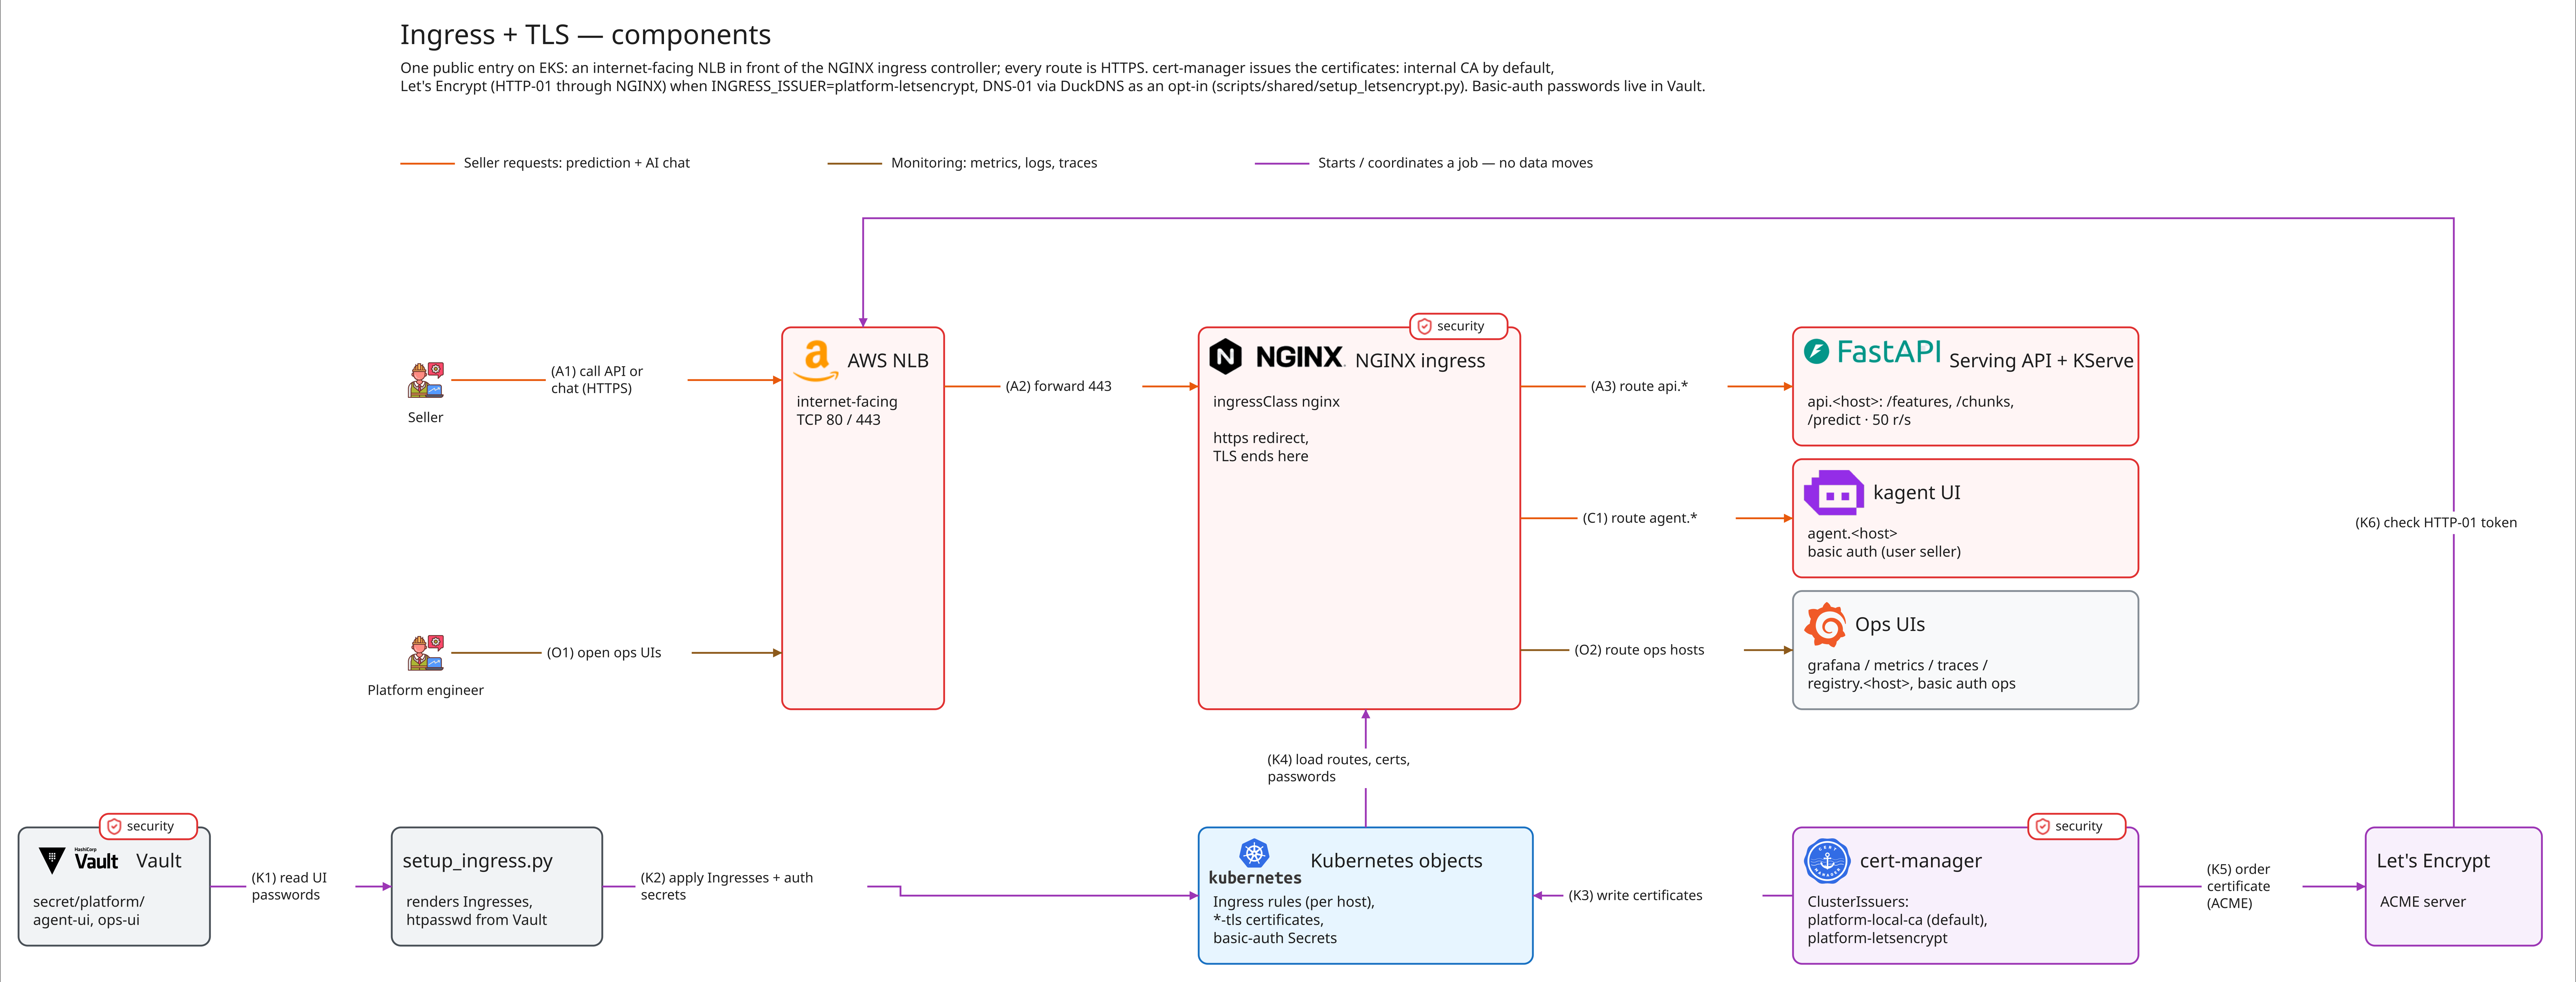 Ingress + TLS — components
One public entry on EKS: an internet-facing NLB in front of the NGINX ingress controller; every route is HTTPS. cert-manager issues the certificates: internal CA by default,
Let's Encrypt (HTTP-01 through NGINX) when INGRESS_ISSUER=platform-letsencrypt, DNS-01 via DuckDNS as an opt-in (scripts/shared/setup_letsencrypt.py). Basic-auth passwords live in Vault.
Seller requests: prediction + AI chat
Monitoring: metrics, logs, traces
Starts / coordinates a job — no data moves
Seller
(A1) call API or
chat (HTTPS)
AWS NLB
internet-facing
TCP 80 / 443
(A2) forward 443
security
NGINX
NGINX ingress
ingressClass nginx
https redirect,
TLS ends here
(A3) route api.*
FastAPI
Serving API + KServe
api.<host>: /features, /chunks,
/predict · 50 r/s
(C1) route agent.*
kagent UI
agent.<host>
basic auth (user seller)
(K6) check HTTP-01 token
Platform engineer
(O1) open ops UIs
(O2) route ops hosts
Ops UIs
grafana / metrics / traces /
registry.<host>, basic auth ops
(K4) load routes, certs,
passwords
security
HashiCorp
Vault
Vault
secret/platform/
agent-ui, ops-ui
(K1) read UI
passwords
setup_ingress.py
renders Ingresses,
htpasswd from Vault
(K2) apply Ingresses + auth
secrets
kubernetes
Kubernetes objects
Ingress rules (per host),
*-tls certificates,
basic-auth Secrets
(K3) write certificates
security
CERT
MANAGER
cert-manager
ClusterIssuers:
platform-local-ca (default),
platform-letsencrypt
(K5) order
certificate
(ACME)
Let's Encrypt
ACME server